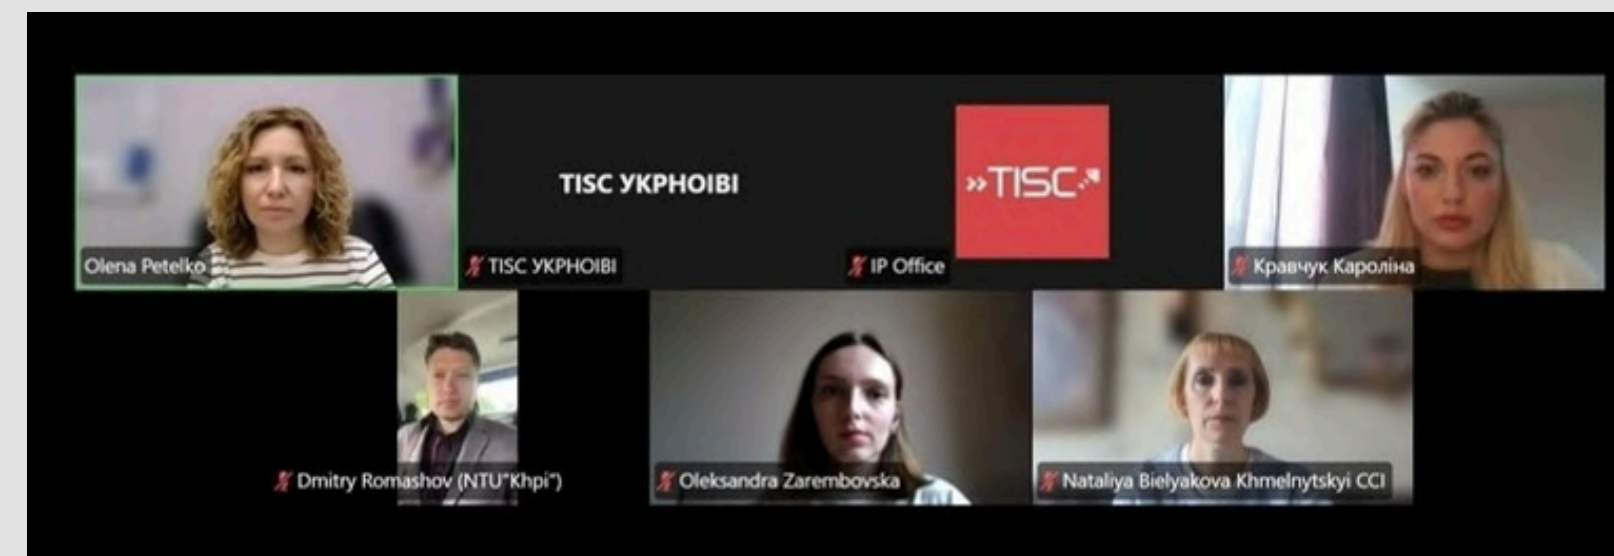 TISC УКРНОІВІ
»TISC
Olena Petelko
TISC УКРНОІВІ
IP Office
Кравчук Кароліна
Dmitry Romashov (NTU"Khpi")
Oleksandra Zarembovska
Nataliya Bielyakova Khmelnytskyi CCI